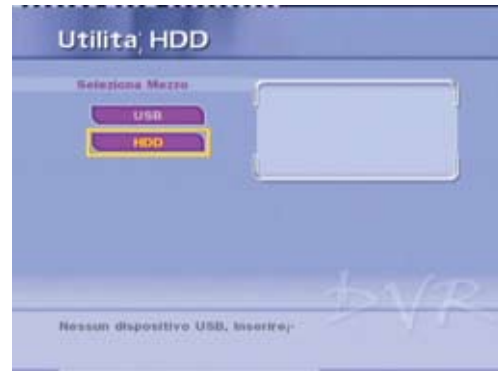 Utilita¦ HDD
Seleziona Mezzo
USB
HDD
DVR
Nessun dispositivo USB, Inserire¡-